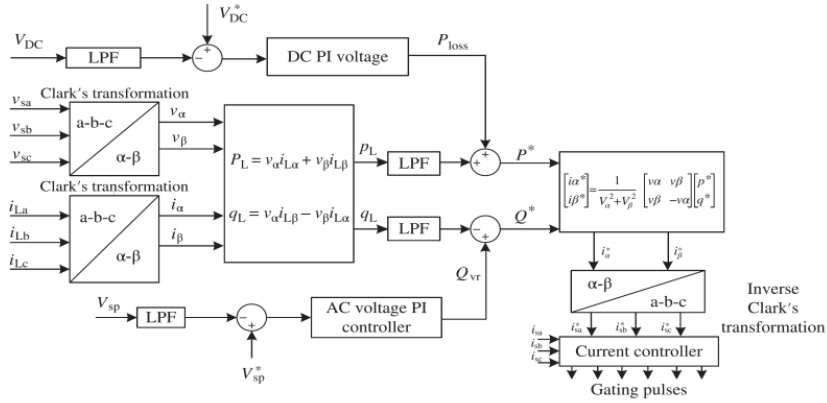 V*DC
VDC
LPF
− +
DC PI voltage
Ploss
Clark's transformation
vsa
vsb
vsc
a-b-c
α-β
vα
vβ
PL = vαiLα + vβiLβ
qL = vαiLβ − vβiLα
pL
LPF
+ +
P*
Clark's transformation
iLa
iLb
iLc
a-b-c
α-β
iα
iβ
qL
LPF
− +
Q*
Qvr
[iα* iβ*] = 1 / Vα²+Vβ² [vα vβ vβ −vα] [p* q*]
i*α
i*β
α-β
a-b-c
Inverse
Clark's
transformation
Vsp
LPF
− +
V*sp
AC voltage PI
controller
i*sa i*sb i*sc
isa
isb
isc
Current controller
Gating pulses